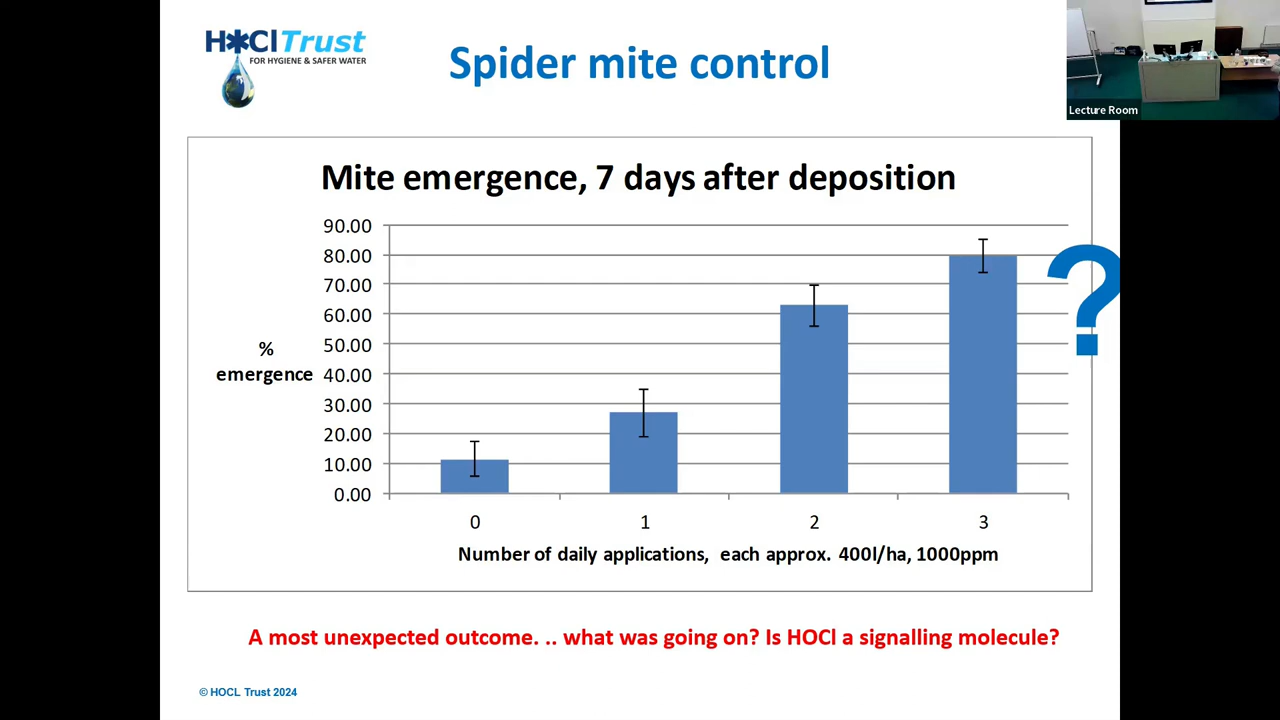 H*Cl Trust
FOR HYGIENE & SAFER WATER
Spider mite control
Lecture Room
Mite emergence, 7 days after deposition
90.00
80.00
70.00
60.00
50.00
40.00
30.00
20.00
10.00
0.00
%
emergence
?
0 1 2 3
Number of daily applications, each approx. 400l/ha, 1000ppm
A most unexpected outcome. .. what was going on? Is HOCl a signalling molecule?
© HOCL Trust 2024